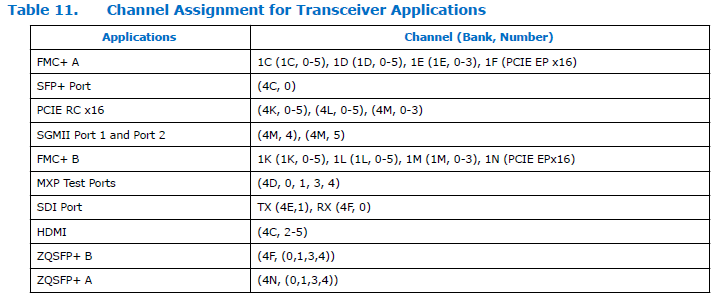 Table 11. Channel Assignment for Transceiver Applications
Applications Channel (Bank, Number)
FMC+ A 1C (1C, 0-5), 1D (1D, 0-5), 1E (1E, 0-3), 1F (PCIE EP x16)
SFP+ Port (4C, 0)
PCIE RC x16 (4K, 0-5), (4L, 0-5), (4M, 0-3)
SGMII Port 1 and Port 2 (4M, 4), (4M, 5)
FMC+ B 1K (1K, 0-5), 1L (1L, 0-5), 1M (1M, 0-3), 1N (PCIE EPx16)
MXP Test Ports (4D, 0, 1, 3, 4)
SDI Port TX (4E,1), RX (4F, 0)
HDMI (4C, 2-5)
ZQSFP+ B (4F, (0,1,3,4))
ZQSFP+ A (4N, (0,1,3,4))